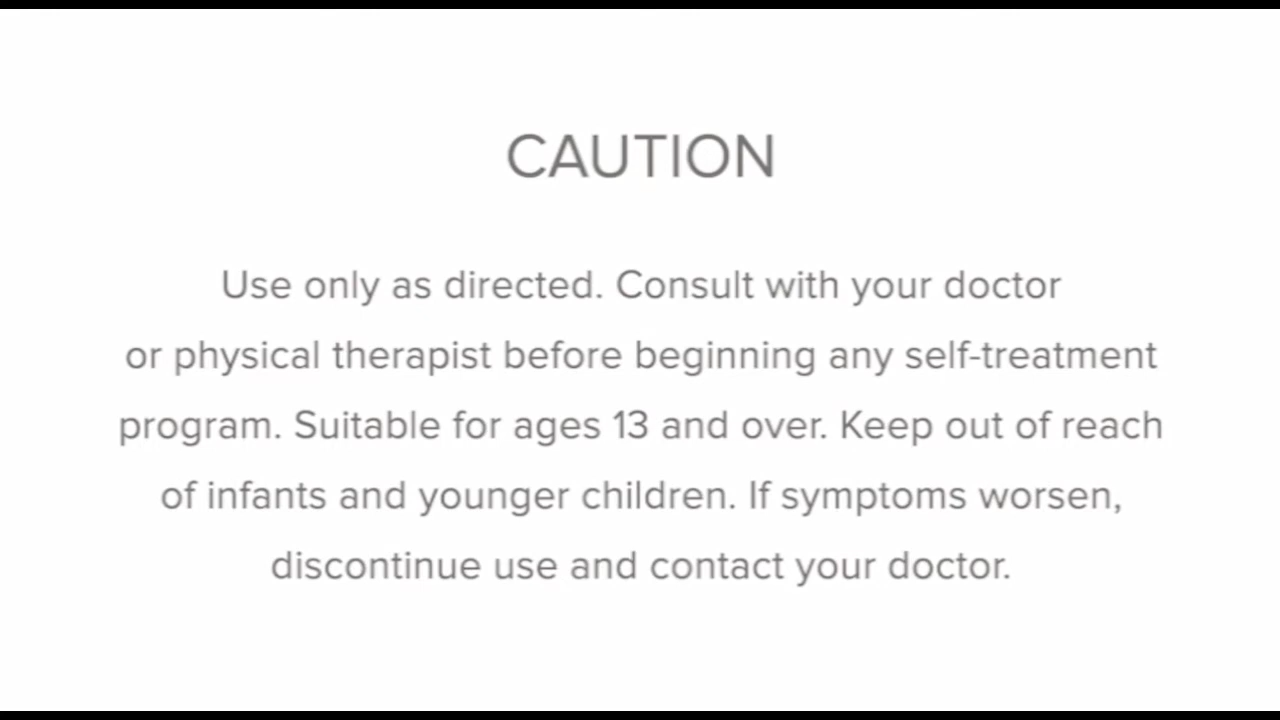 CAUTION
Use only as directed. Consult with your doctor
or physical therapist before beginning any self-treatment
program. Suitable for ages 13 and over. Keep out of reach
of infants and younger children. If symptoms worsen,
discontinue use and contact your doctor.